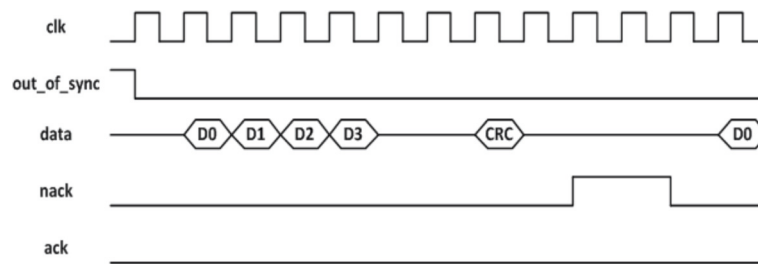 clk
out_of_sync
data D0 D1 D2 D3 CRC D0
nack
ack